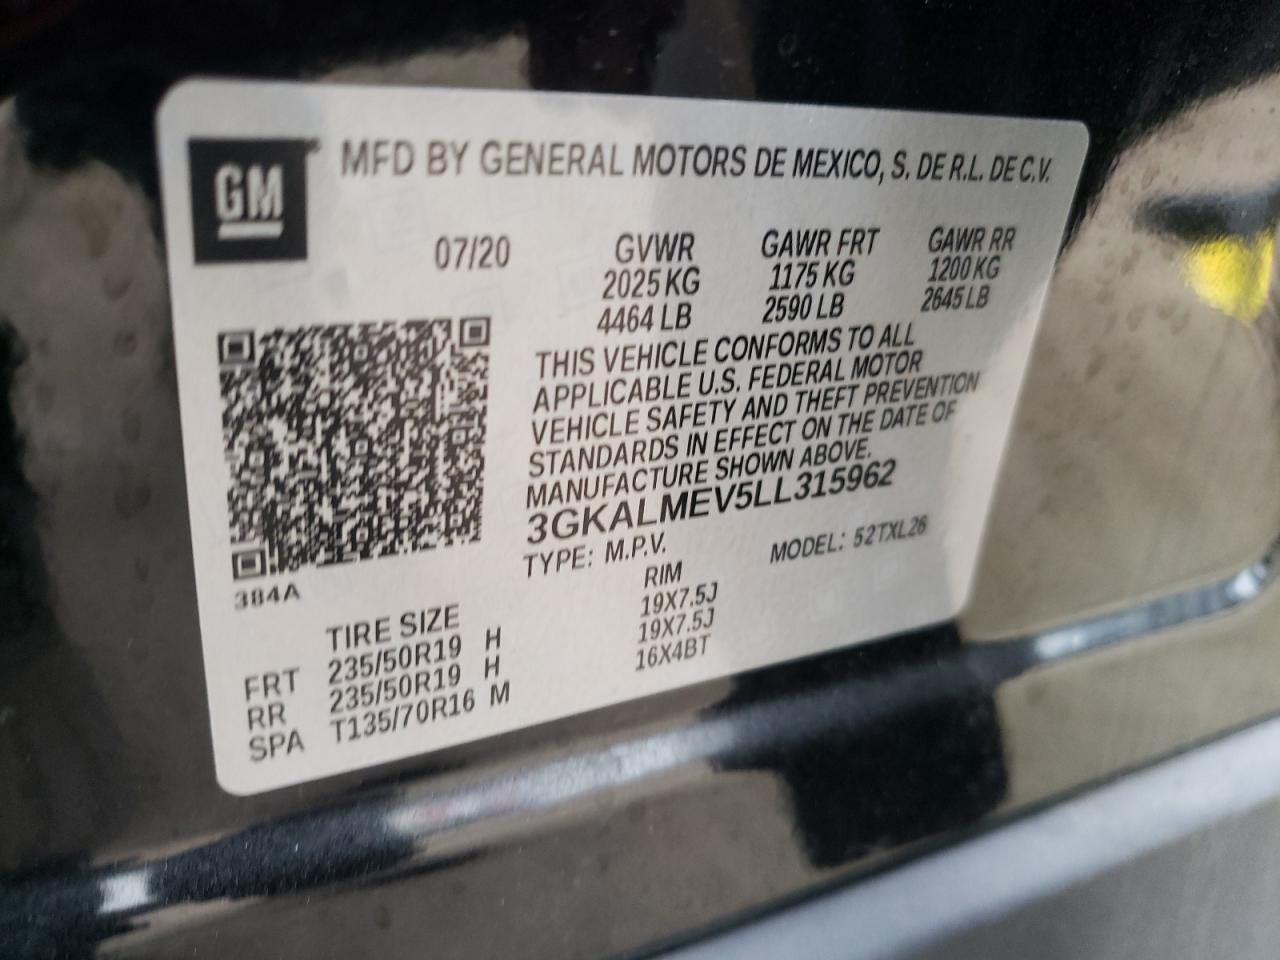 GM
MFD BY GENERAL MOTORS DE MEXICO, S. DE R.L. DE C.V.
07/20 GVWR GAWR FRT GAWR RR
2025 KG 1175 KG 1200 KG
4464 LB 2590 LB 2645 LB
THIS VEHICLE CONFORMS TO ALL
APPLICABLE U.S. FEDERAL MOTOR
VEHICLE SAFETY AND THEFT PREVENTION
STANDARDS IN EFFECT ON THE DATE OF
MANUFACTURE SHOWN ABOVE.
3GKALMEV5LL315962
TYPE: M.P.V. MODEL: 52TXL26
384A
TIRE SIZE RIM
FRT 235/50R19 H 19X7.5J
RR 235/50R19 H 19X7.5J
SPA T135/70R16 M 16X4BT